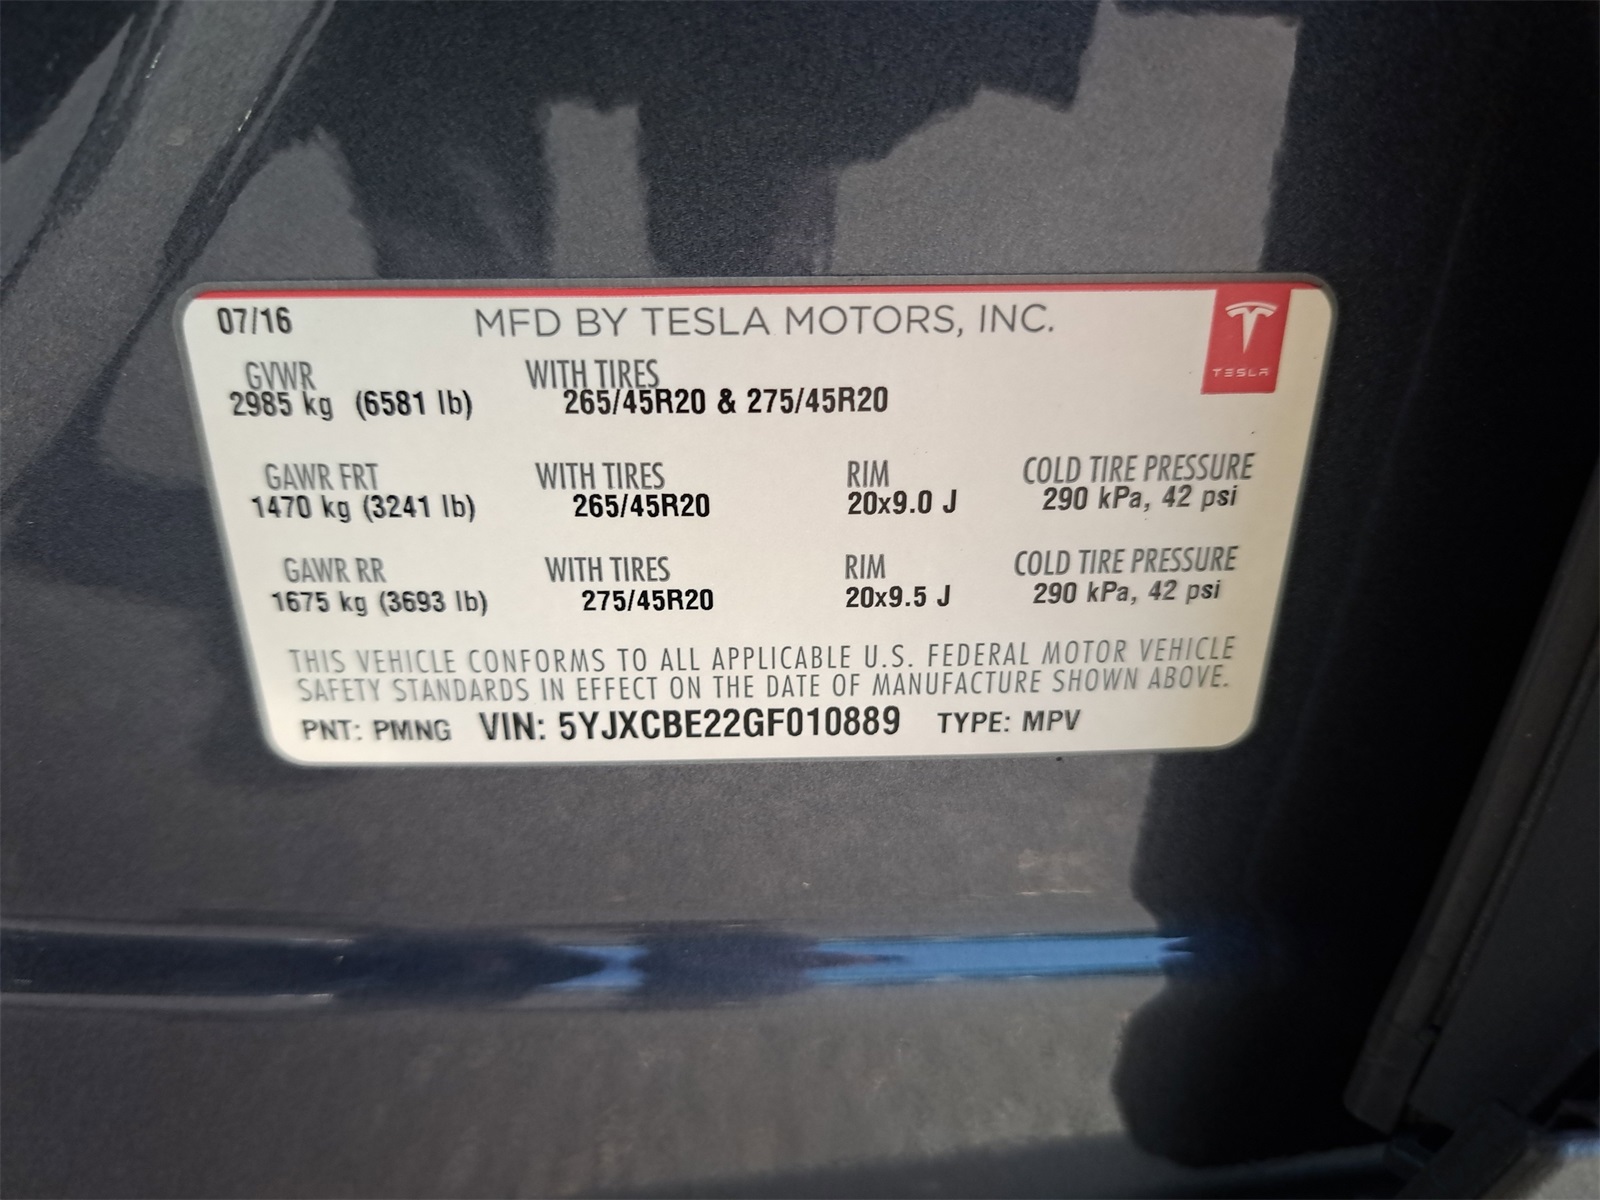 07/16 MFD BY TESLA MOTORS, INC.
TESLA
GVWR WITH TIRES
2985 kg (6581 lb) 265/45R20 & 275/45R20
GAWR FRT WITH TIRES RIM COLD TIRE PRESSURE
1470 kg (3241 lb) 265/45R20 20x9.0 J 290 kPa, 42 psi
GAWR RR WITH TIRES RIM COLD TIRE PRESSURE
1675 kg (3693 lb) 275/45R20 20x9.5 J 290 kPa, 42 psi
THIS VEHICLE CONFORMS TO ALL APPLICABLE U.S. FEDERAL MOTOR VEHICLE
SAFETY STANDARDS IN EFFECT ON THE DATE OF MANUFACTURE SHOWN ABOVE.
PNT: PMNG VIN: 5YJXCBE22GF010889 TYPE: MPV